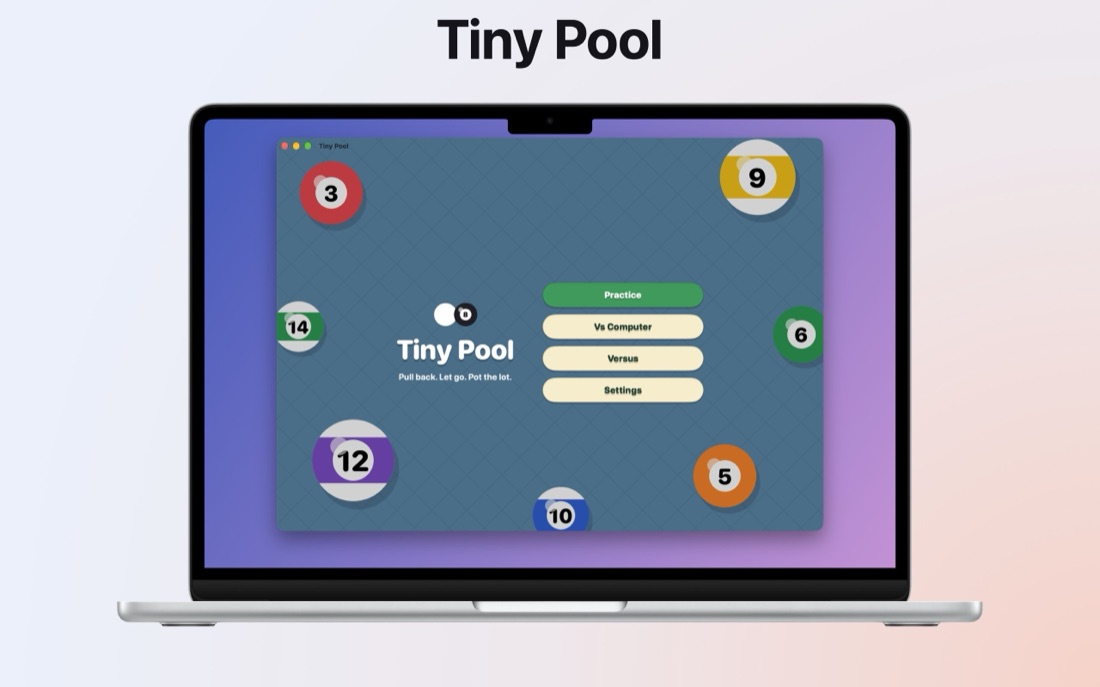 Tiny Pool
Tiny Pool
3
9
Practice
14
8
Vs Computer
6
Tiny Pool
Versus
Pull back. Let go. Pot the lot.
Settings
12
5
10